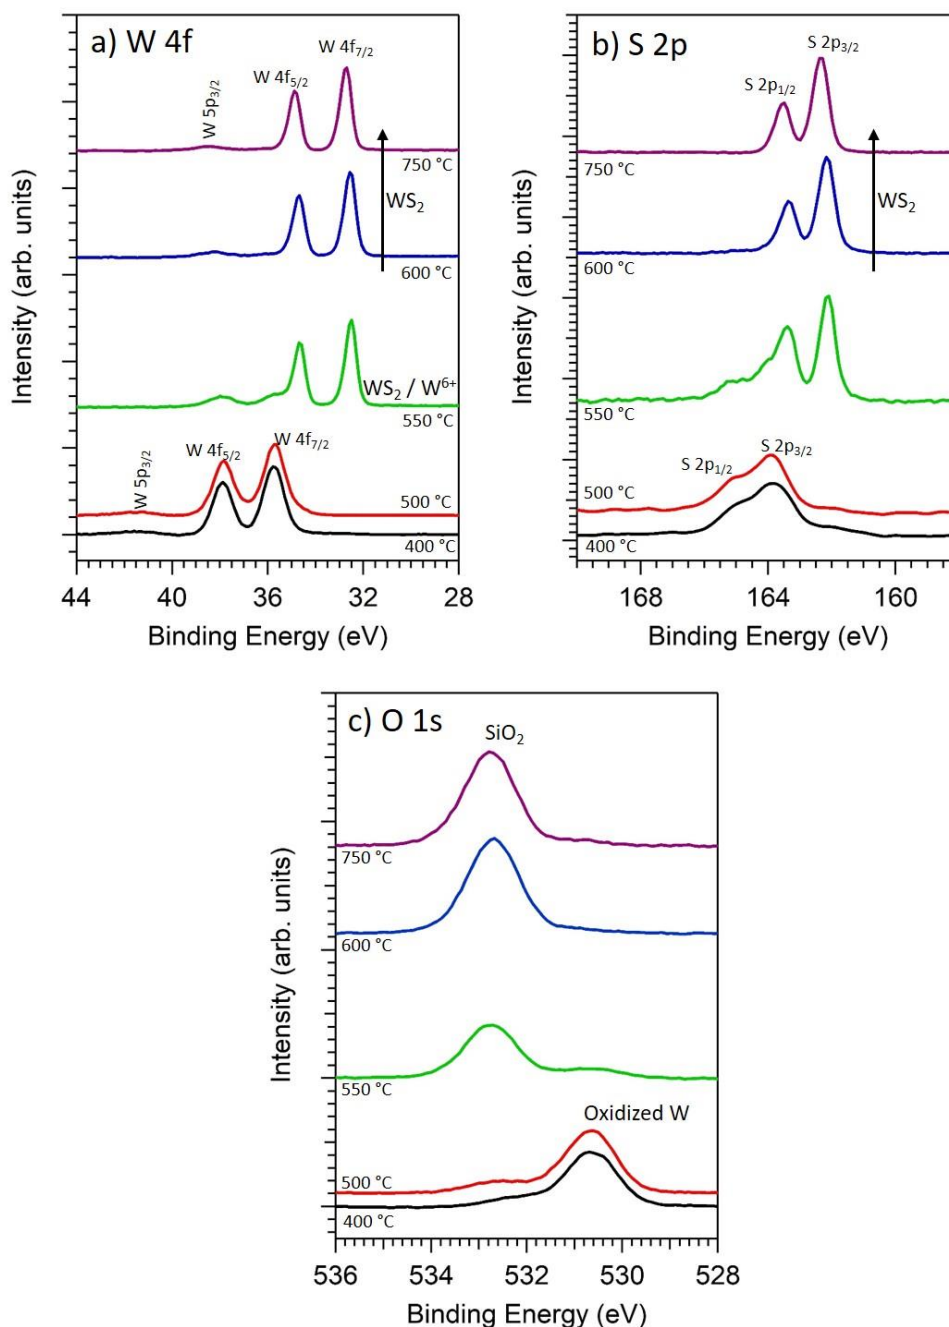 a) W 4f
W 5p3/2
W 4f5/2
W 4f7/2
750 °C
WS2
600 °C
WS2 / W6+
550 °C
W 5p3/2
W 4f5/2
W 4f7/2
500 °C
400 °C
44 40 36 32 28
Binding Energy (eV)
Intensity (arb. units)
b) S 2p
S 2p1/2
S 2p3/2
750 °C
WS2
600 °C
550 °C
S 2p1/2
S 2p3/2
500 °C
400 °C
168 164 160
Binding Energy (eV)
Intensity (arb. units)
c) O 1s
SiO2
750 °C
600 °C
550 °C
Oxidized W
500 °C
400 °C
536 534 532 530 528
Binding Energy (eV)
Intensity (arb. units)